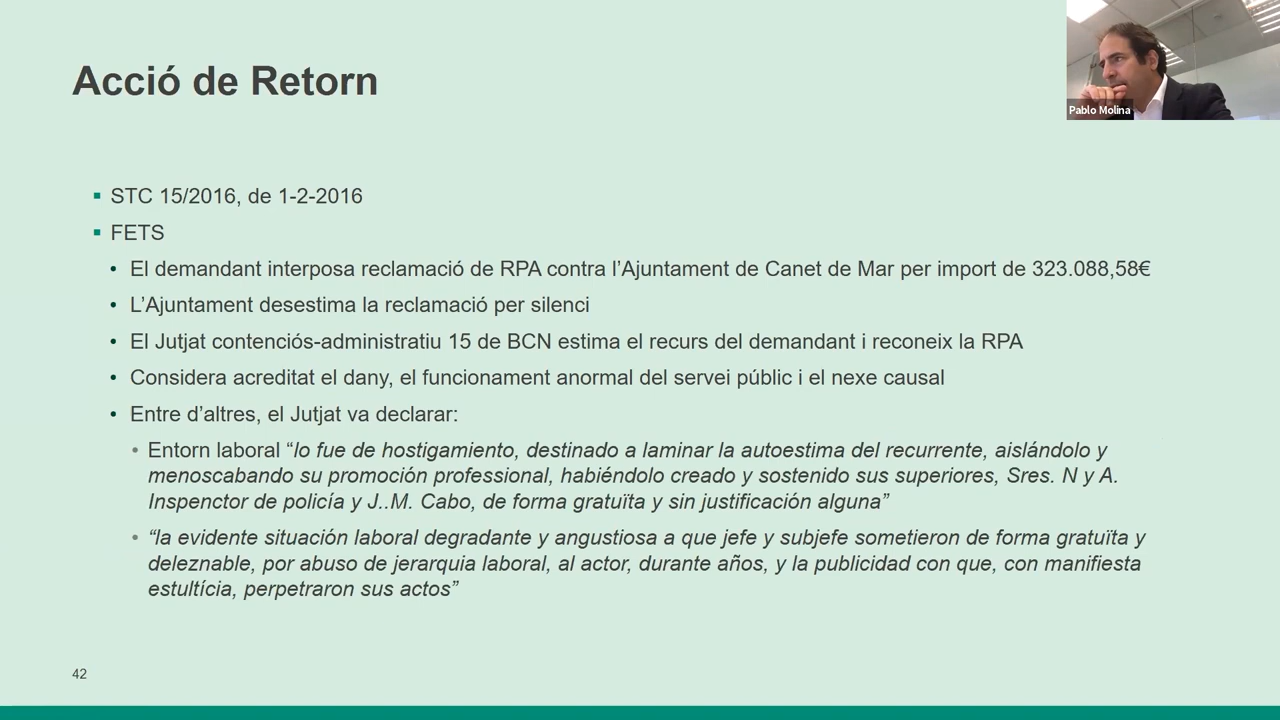 Acció de Retorn
Pablo Molina
STC 15/2016, de 1-2-2016
FETS
El demandant interposa reclamació de RPA contra l’Ajuntament de Canet de Mar per import de 323.088,58€
L’Ajuntament desestima la reclamació per silenci
El Jutjat contenciós-administratiu 15 de BCN estima el recurs del demandant i reconeix la RPA
Considera acreditat el dany, el funcionament anormal del servei públic i el nexe causal
Entre d’altres, el Jutjat va declarar:
Entorn laboral “lo fue de hostigamiento, destinado a laminar la autoestima del recurrente, aislándolo y
menoscabando su promoción professional, habiéndolo creado y sostenido sus superiores, Sres. N y A.
Inspenctor de policía y J..M. Cabo, de forma gratuïta y sin justificación alguna”
“la evidente situación laboral degradante y angustiosa a que jefe y subjefe sometieron de forma gratuïta y
deleznable, por abuso de jerarquia laboral, al actor, durante años, y la publicidad con que, con manifiesta
estultícia, perpetraron sus actos”
42